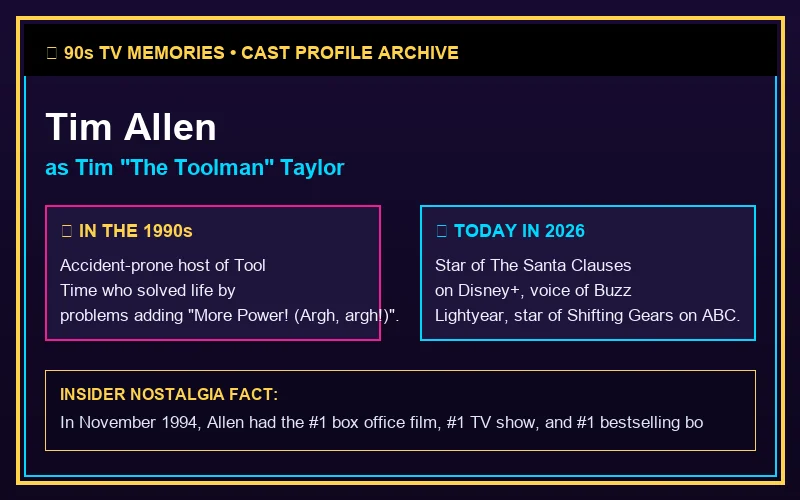 90s TV MEMORIES • CAST PROFILE ARCHIVE
Tim Allen
as Tim "The Toolman" Taylor
IN THE 1990s
Accident-prone host of Tool
Time who solved life by
problems adding "More Power! (Argh, argh!)".
TODAY IN 2026
Star of The Santa Clauses
on Disney+, voice of Buzz
Lightyear, star of Shifting Gears on ABC.
INSIDER NOSTALGIA FACT:
In November 1994, Allen had the #1 box office film, #1 TV show, and #1 bestselling bo